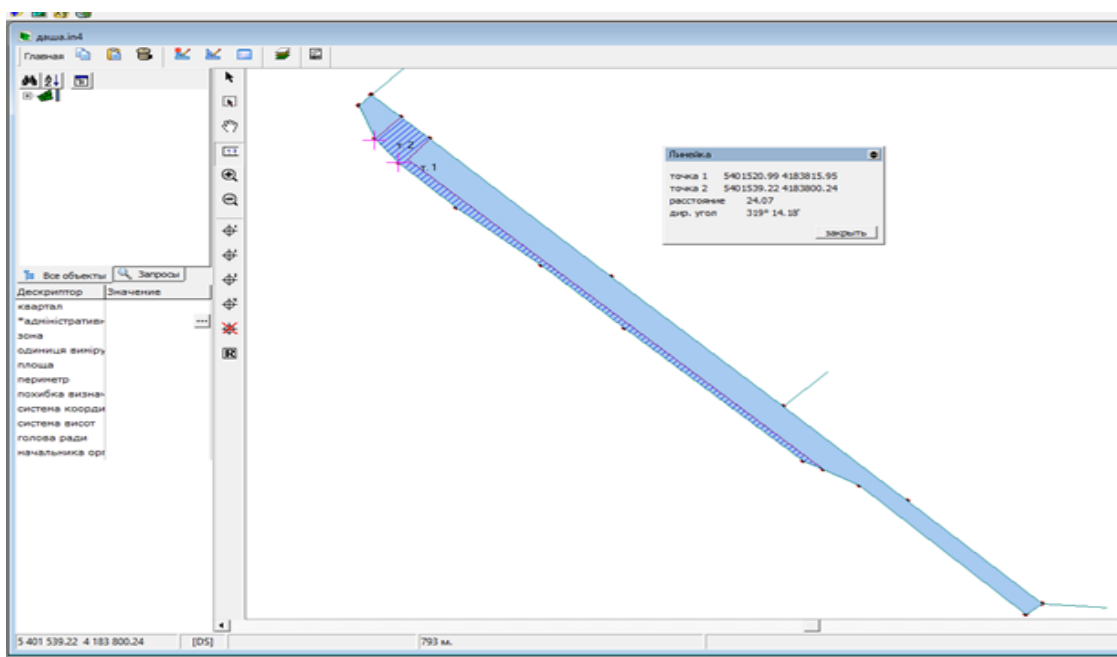 даша.in4
Главная
т. 2
т. 1
Линейка
точка 1 5401520.99 4183815.95
точка 2 5401539.22 4183800.24
расстояние 24.07
дир. угол 319° 14.18'
закрыть
Все объекты Запросы
Дескриптор Значение
квартал
*адміністратив
зона
одиниця виміру
площа
периметр
похибка визнач
система коорди
система висот
голова ради
начальника орг
5 401 539.22 4 183 800.24 [DS] 793 м.